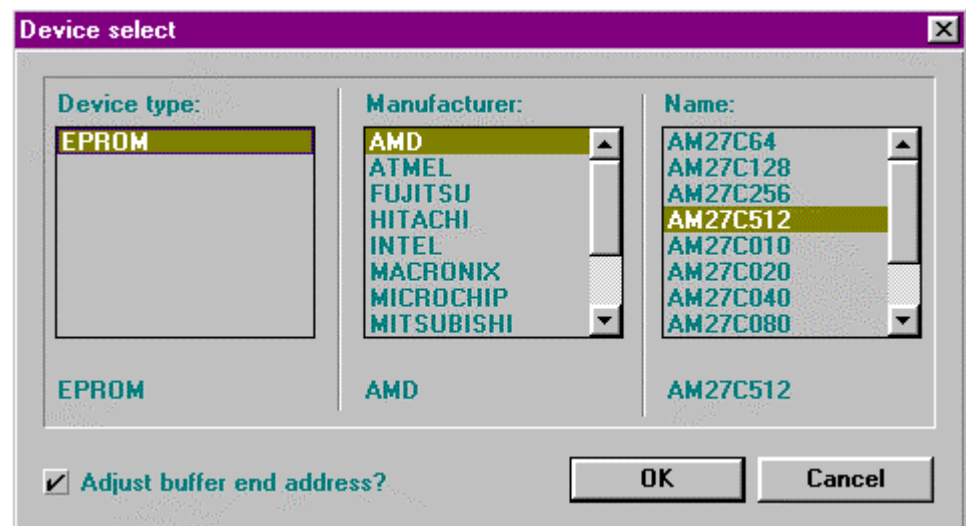 Device select
Device type:
EPROM
EPROM
Manufacturer:
AMD
ATMEL
FUJITSU
HITACHI
INTEL
MACRONIX
MICROCHIP
MITSUBISHI
AMD
Name:
AM27C64
AM27C128
AM27C256
AM27C512
AM27C010
AM27C020
AM27C040
AM27C080
AM27C512
Adjust buffer end address?
OK
Cancel